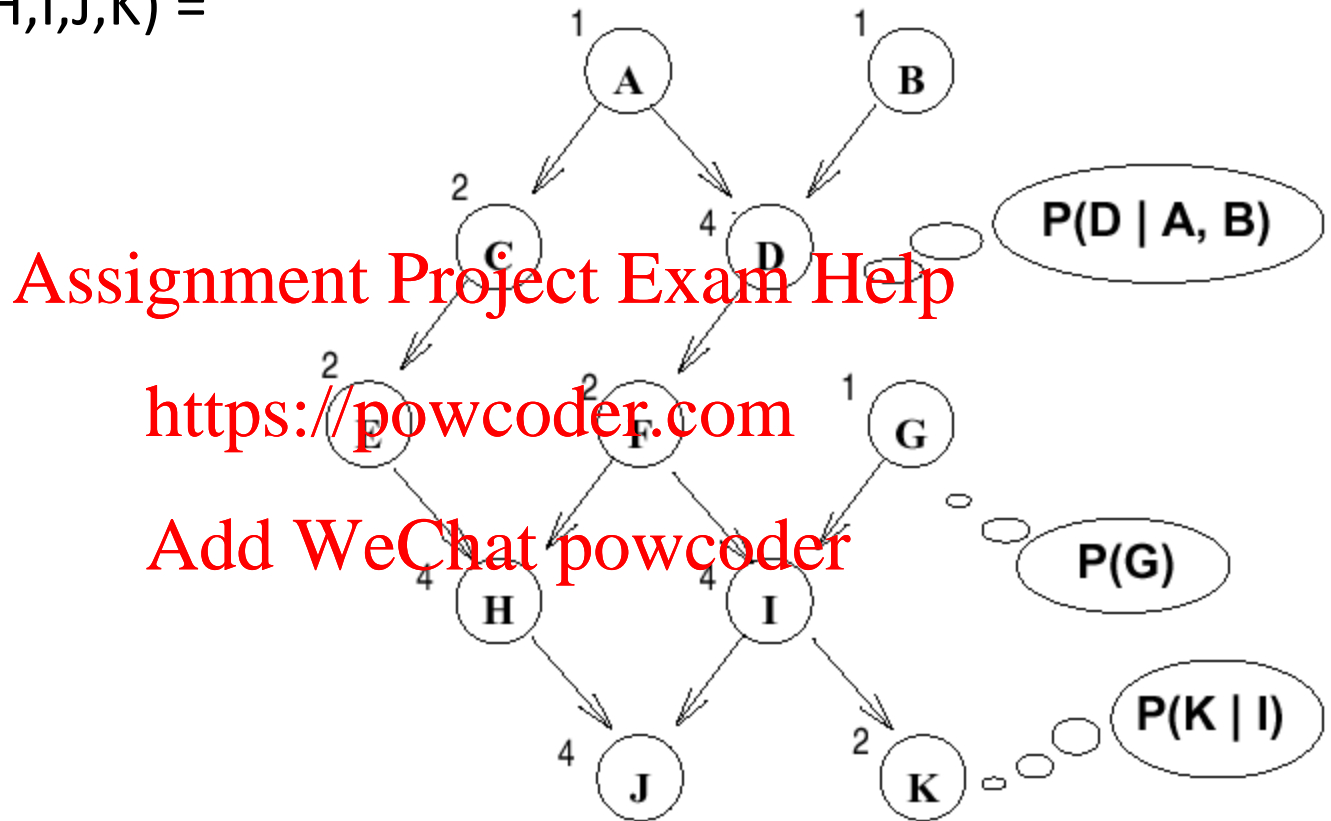 H,I,J,K) =
1
A
1
B
2
C
4
D
P(D | A, B)
Assignment Project Exam Help
2
E
2
F
1
G
https://powcoder.com
Add WeChat powcoder
P(G)
4
H
4
I
P(K | I)
4
J
2
K